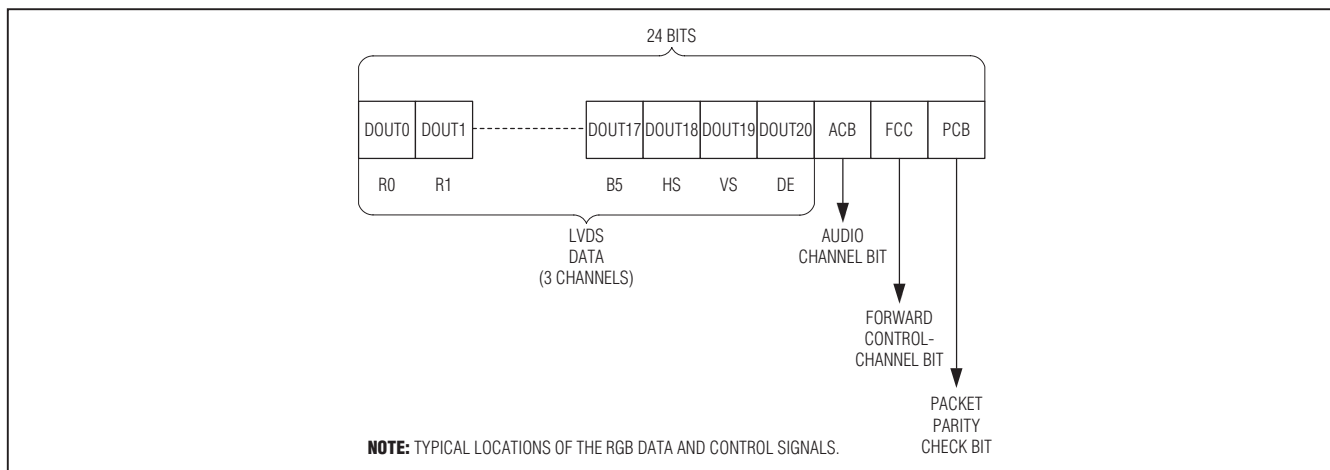 24 BITS
DOUT0 DOUT1 DOUT17 DOUT18 DOUT19 DOUT20 ACB FCC PCB
R0 R1 B5 HS VS DE
LVDS
DATA
(3 CHANNELS)
AUDIO
CHANNEL BIT
FORWARD
CONTROL-
CHANNEL BIT
PACKET
PARITY
CHECK BIT
NOTE: TYPICAL LOCATIONS OF THE RGB DATA AND CONTROL SIGNALS.